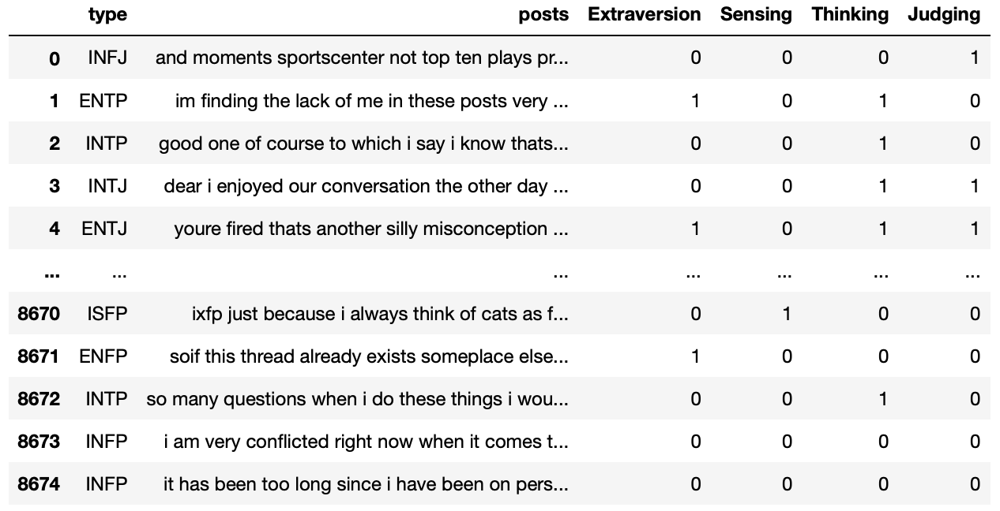 type posts Extraversion Sensing Thinking Judging
0 INFJ and moments sportscenter not top ten plays pr... 0 0 0 1
1 ENTP im finding the lack of me in these posts very ... 1 0 1 0
2 INTP good one of course to which i say i know thats... 0 0 1 0
3 INTJ dear i enjoyed our conversation the other day ... 0 0 1 1
4 ENTJ youre fired thats another silly misconception ... 1 0 1 1
... ... ... ... ... ... ...
8670 ISFP ixfp just because i always think of cats as f... 0 1 0 0
8671 ENFP soif this thread already exists someplace else... 1 0 0 0
8672 INTP so many questions when i do these things i wou... 0 0 1 0
8673 INFP i am very conflicted right now when it comes t... 0 0 0 0
8674 INFP it has been too long since i have been on pers... 0 0 0 0